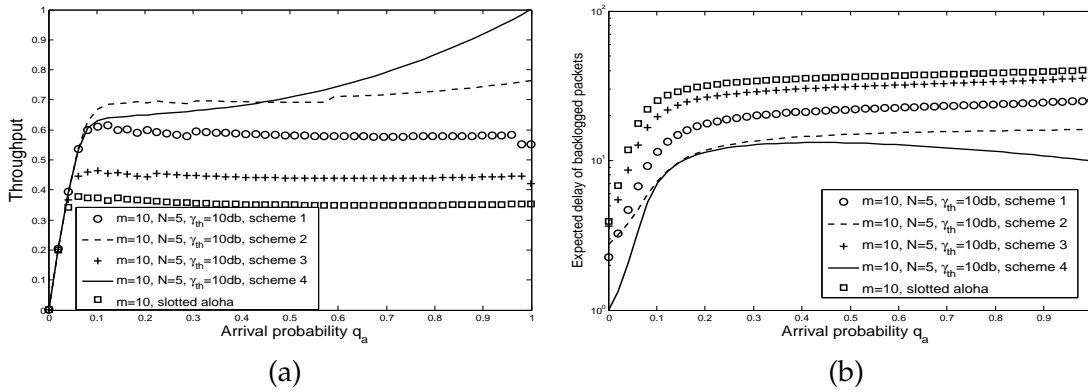 1
0.9
0.8
0.7
0.6
0.5
0.4
0.3
0.2
0.1
0
Throughput
0 0.1 0.2 0.3 0.4 0.5 0.6 0.7 0.8 0.9 1
Arrival probability qₐ
m=10, N=5, γₜₕ=10db, scheme 1
m=10, N=5, γₜₕ=10db, scheme 2
m=10, N=5, γₜₕ=10db, scheme 3
m=10, N=5, γₜₕ=10db, scheme 4
m=10, slotted aloha
(a)
10²
10¹
10⁰
Expected delay of backlogged packets
0 0.1 0.2 0.3 0.4 0.5 0.6 0.7 0.8 0.9
Arrival probability qₐ
m=10, N=5, γₜₕ=10db, scheme 1
m=10, N=5, γₜₕ=10db, scheme 2
m=10, N=5, γₜₕ=10db, scheme 3
m=10, N=5, γₜₕ=10db, scheme 4
m=10, slotted aloha
(b)